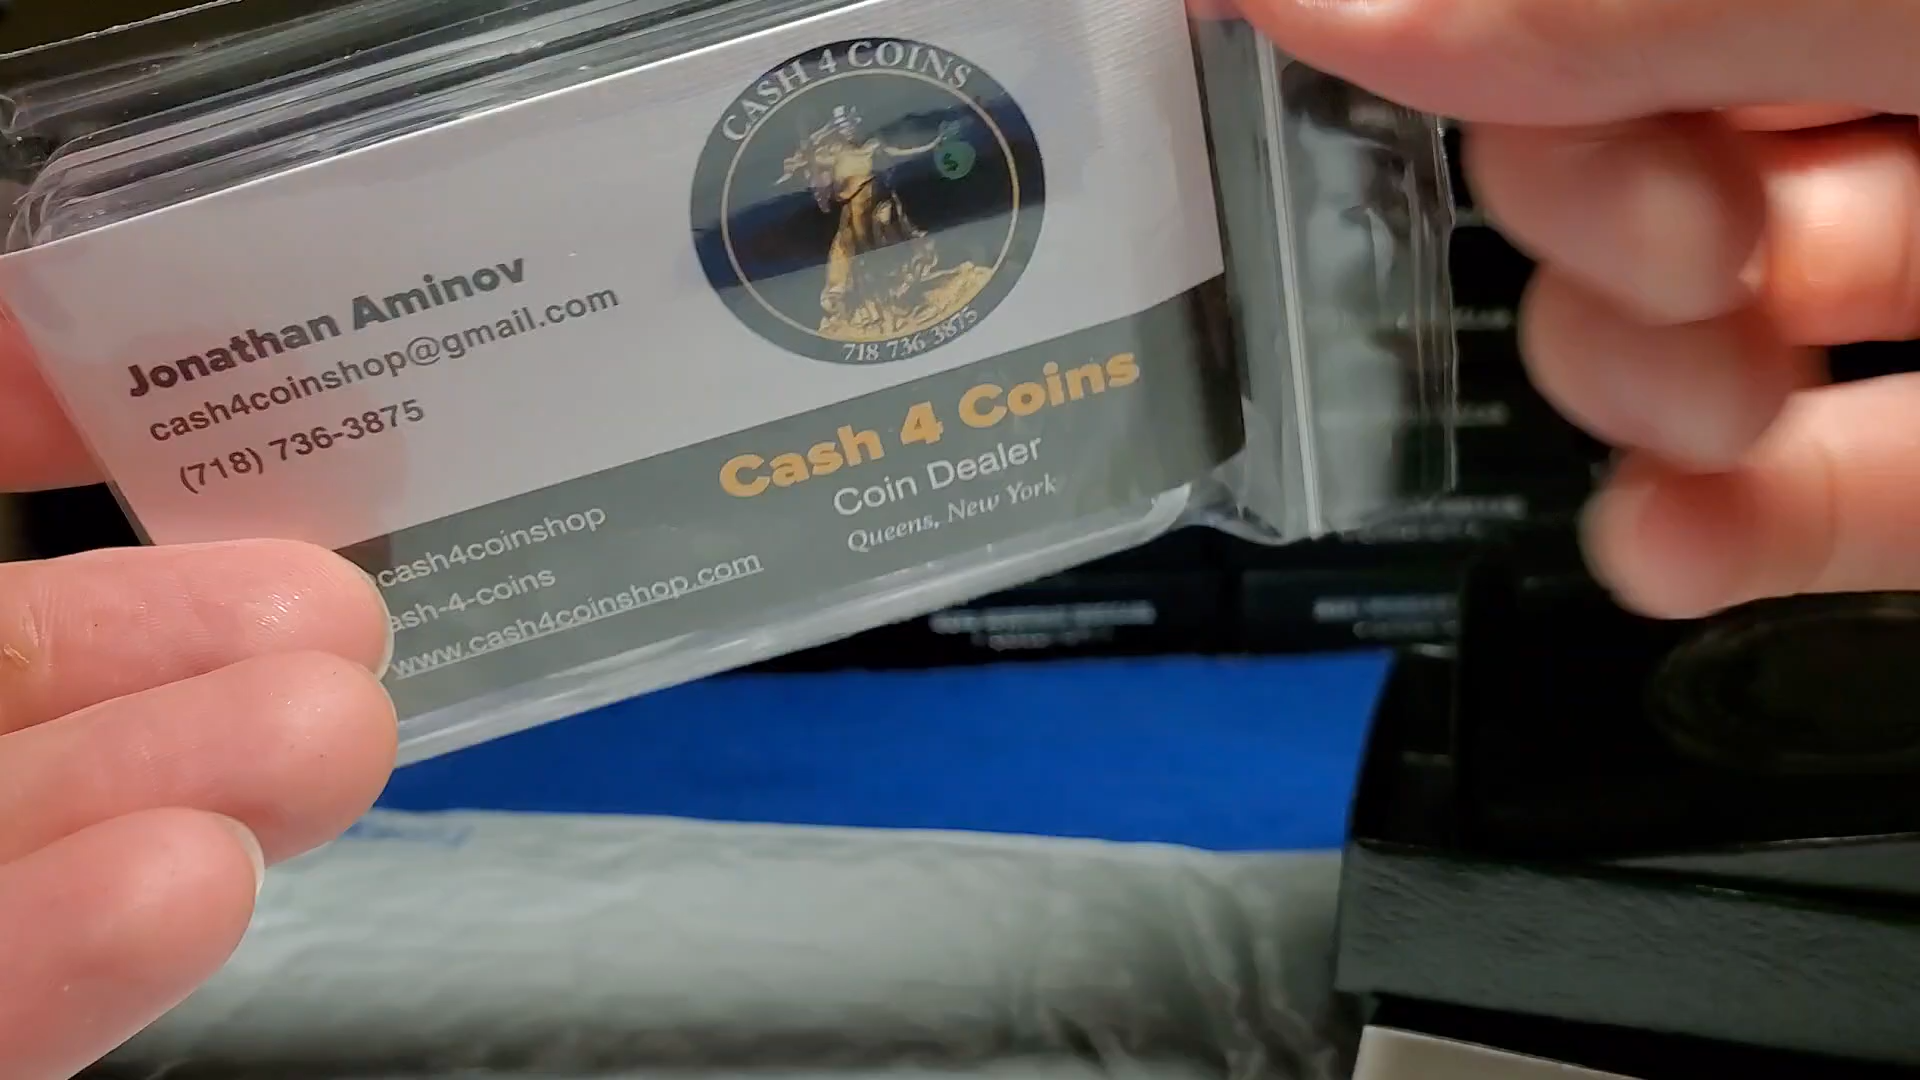 CASH 4 COINS
$
718 736 3875
Jonathan Aminov
cash4coinshop@gmail.com
(718) 736-3875
Cash 4 Coins
Coin Dealer
Queens, New York
cash4coinshop
ash-4-coins
www.cash4coinshop.com